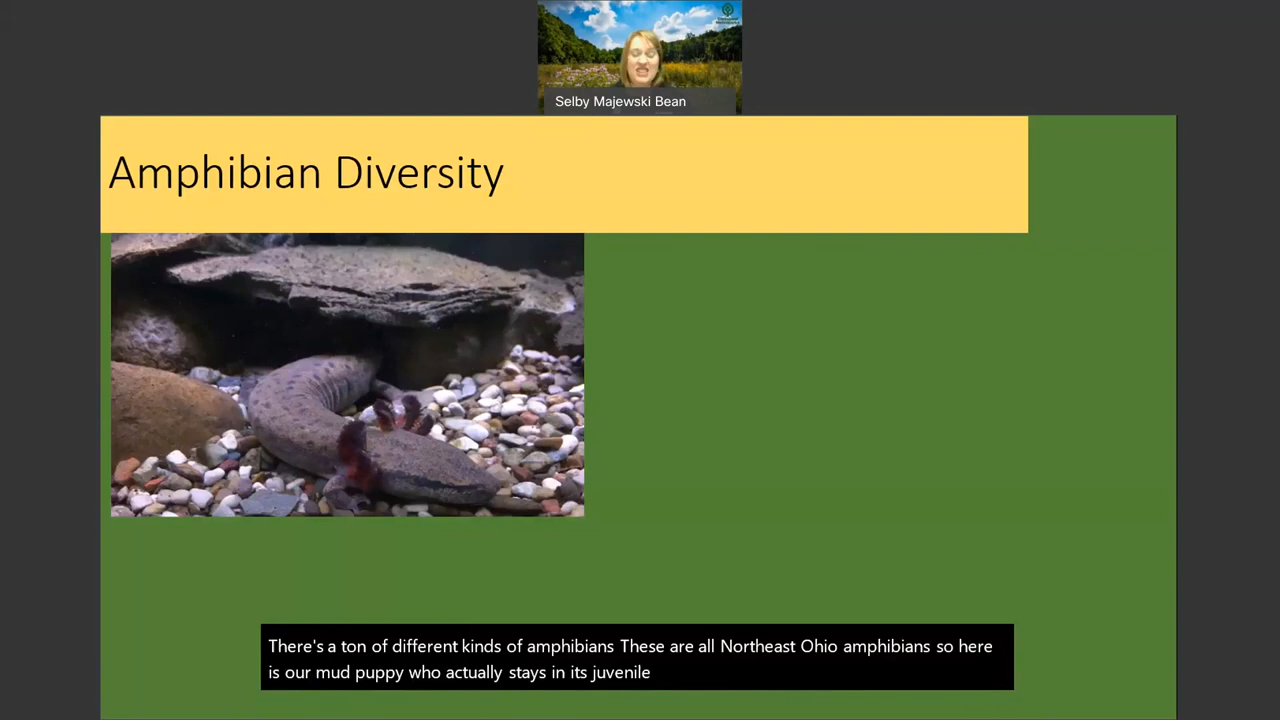 Selby Majewski Bean
Amphibian Diversity
There's a ton of different kinds of amphibians These are all Northeast Ohio amphibians so here
is our mud puppy who actually stays in its juvenile